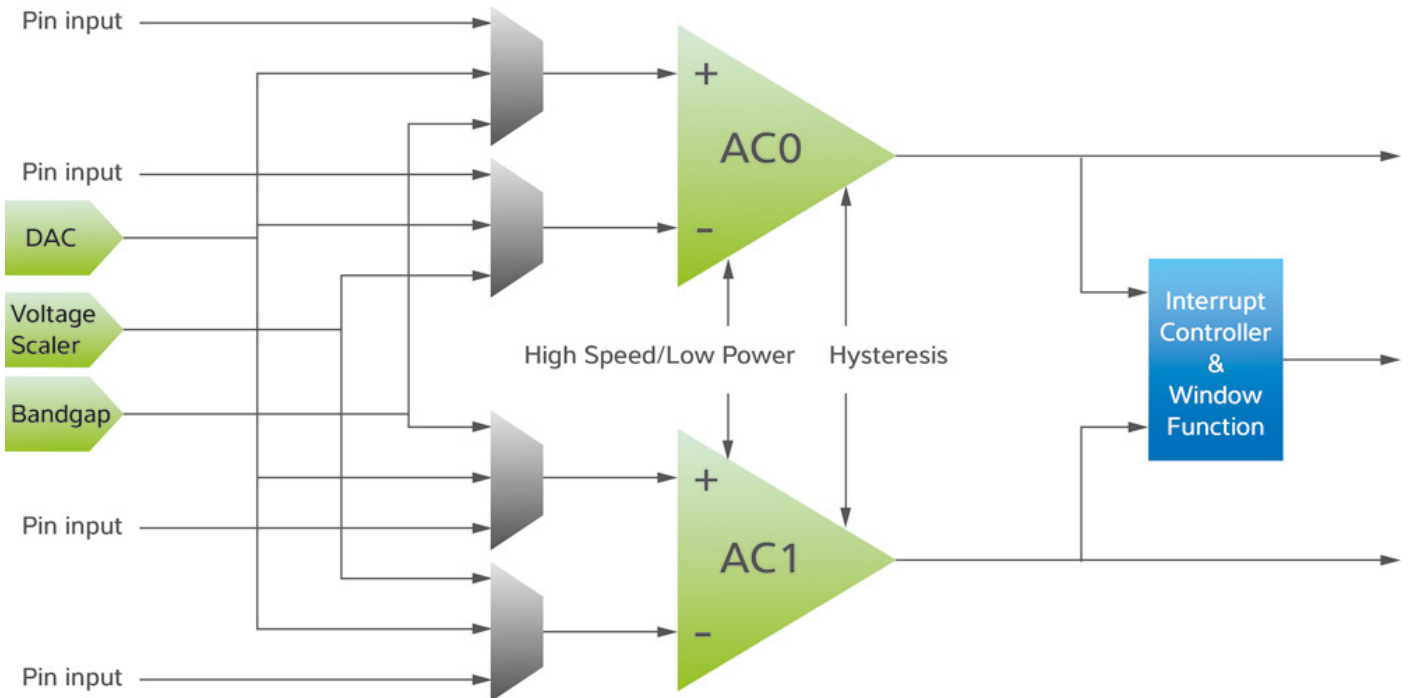 Pin input
+
AC0
-
Pin input
DAC
Voltage
Scaler
Bandgap
High Speed/Low Power
Hysteresis
Interrupt
Controller
&
Window
Function
+
AC1
-
Pin input
Pin input